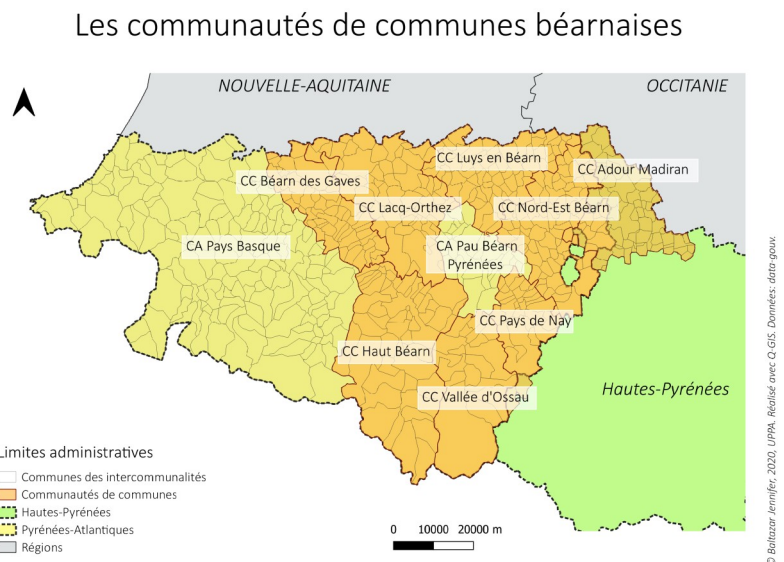 Les communautés de communes béarnaises
NOUVELLE-AQUITAINE
OCCITANIE
CC Luys en Béarn
CC Adour Madiran
CC Béarn des Gaves
CC Lacq-Orthez
CC Nord-Est Béarn
CA Pays Basque
CA Pau Béarn
Pyrénées
CC Pays de Nay
CC Haut Béarn
CC Vallée d'Ossau
Hautes-Pyrénées
Limites administratives
Communes des intercommunalités
Communautés de communes
Hautes-Pyrénées
Pyrénées-Atlantiques
Régions
0 10000 20000 m
© Baltazar Jennifer, 2020, UPPA. Réalisé avec Q-GIS. Données: data-gouv.